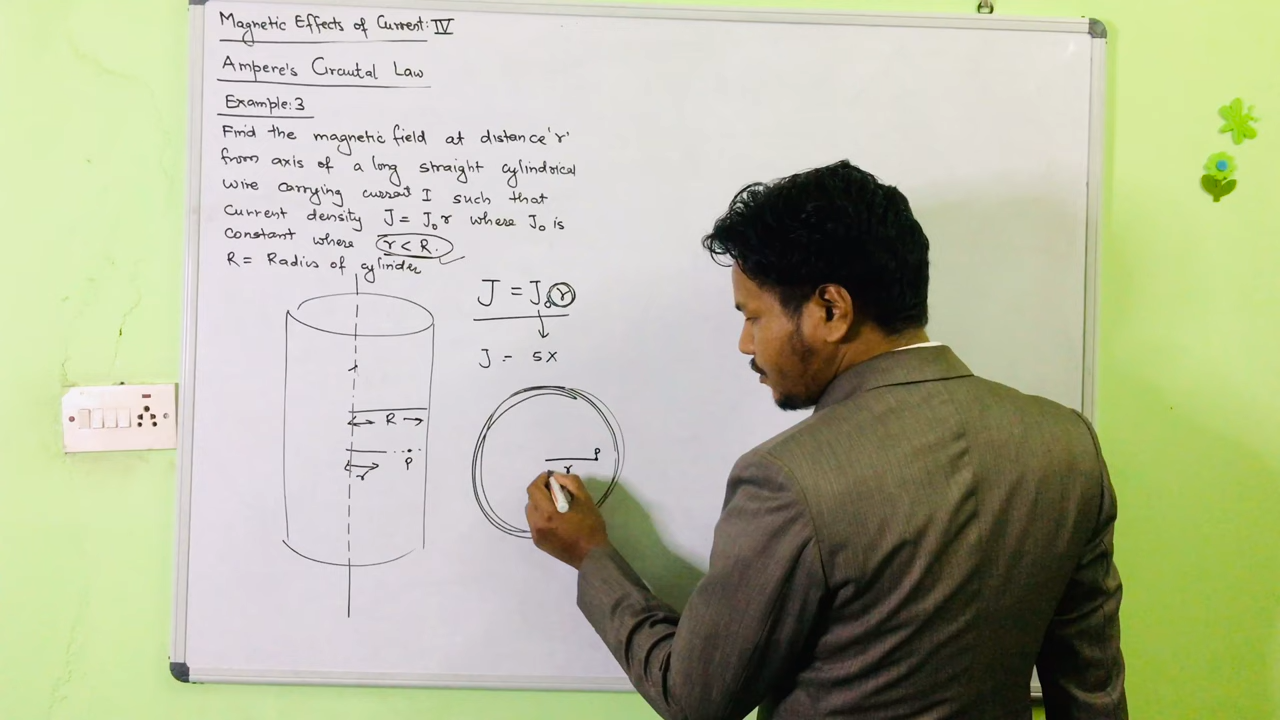 Magnetic Effects of Current: IV
Ampere's Circuital Law
Example: 3
Find the magnetic field at distance 'r'
from axis of a long straight cylindrical
wire carrying current I such that
Current density J = J₀r where J₀ is
constant where r < R.
R = Radius of cylinder
J = J₀r
J = 5x
R
P
r
P
r